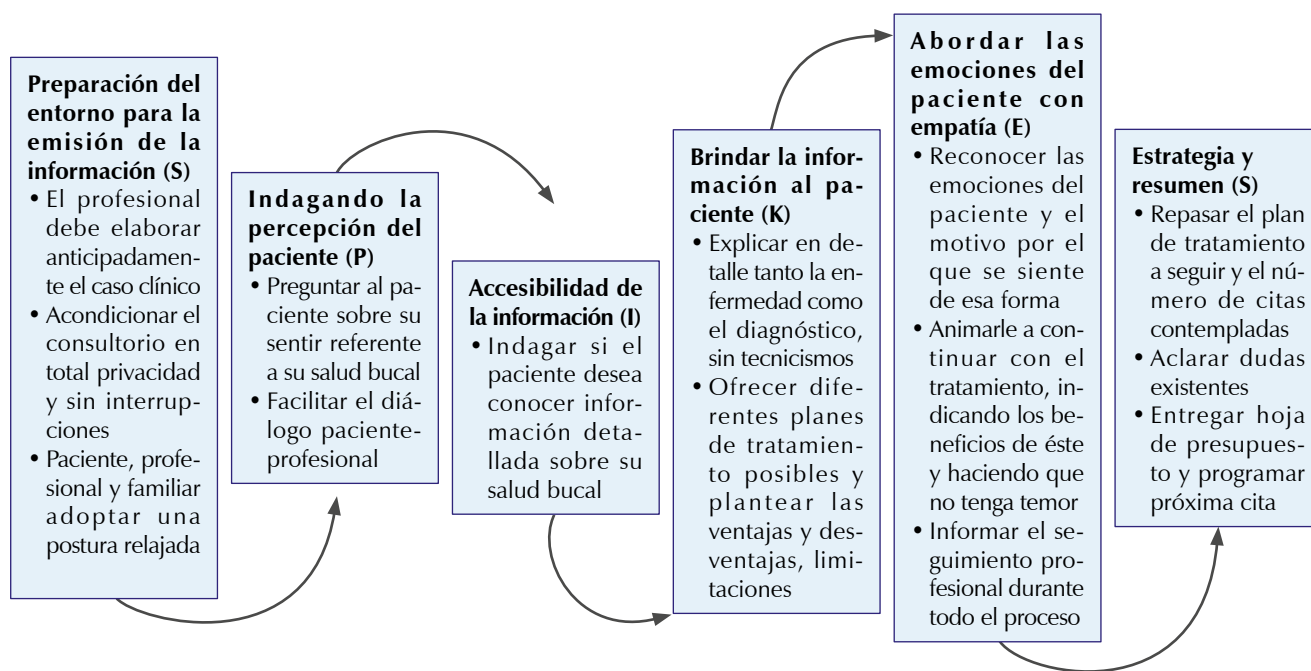 Preparación del
entorno para la
emisión de la
información (S)
• El profesional
debe elaborar
anticipadamen-
te el caso clínico
• Acondicionar el
consultorio en
total privacidad
y sin interrup-
ciones
• Paciente, profe-
sional y familiar
adoptar una
postura relajada
Indagando la
percepción del
paciente (P)
• Preguntar al pa-
ciente sobre su
sentir referente
a su salud bucal
• Facilitar el diá-
logo paciente-
profesional
Accesibilidad de
la información (I)
• Indagar si el
paciente desea
conocer infor-
mación deta-
llada sobre su
salud bucal
Brindar la infor-
mación al pa-
ciente (K)
• Explicar en de-
talle tanto la en-
fermedad como
el diagnóstico,
sin tecnicismos
• Ofrecer dife-
rentes planes
de tratamien-
to posibles y
plantear las
ventajas y des-
ventajas, limi-
taciones
Abordar las
emociones del
paciente con
empatía (E)
• Reconocer las
emociones del
paciente y el
motivo por el
que se siente
de esa forma
• Animarle a con-
tinuar con el
tratamiento, in-
dicando los be-
neficios de éste
y haciendo que
no tenga temor
• Informar el se-
guimiento pro-
fesional durante
todo el proceso
Estrategia y
resumen (S)
• Repasar el plan
de tratamiento
a seguir y el nú-
mero de citas
contempladas
• Aclarar dudas
existentes
• Entregar hoja
de presupues-
to y programar
próxima cita